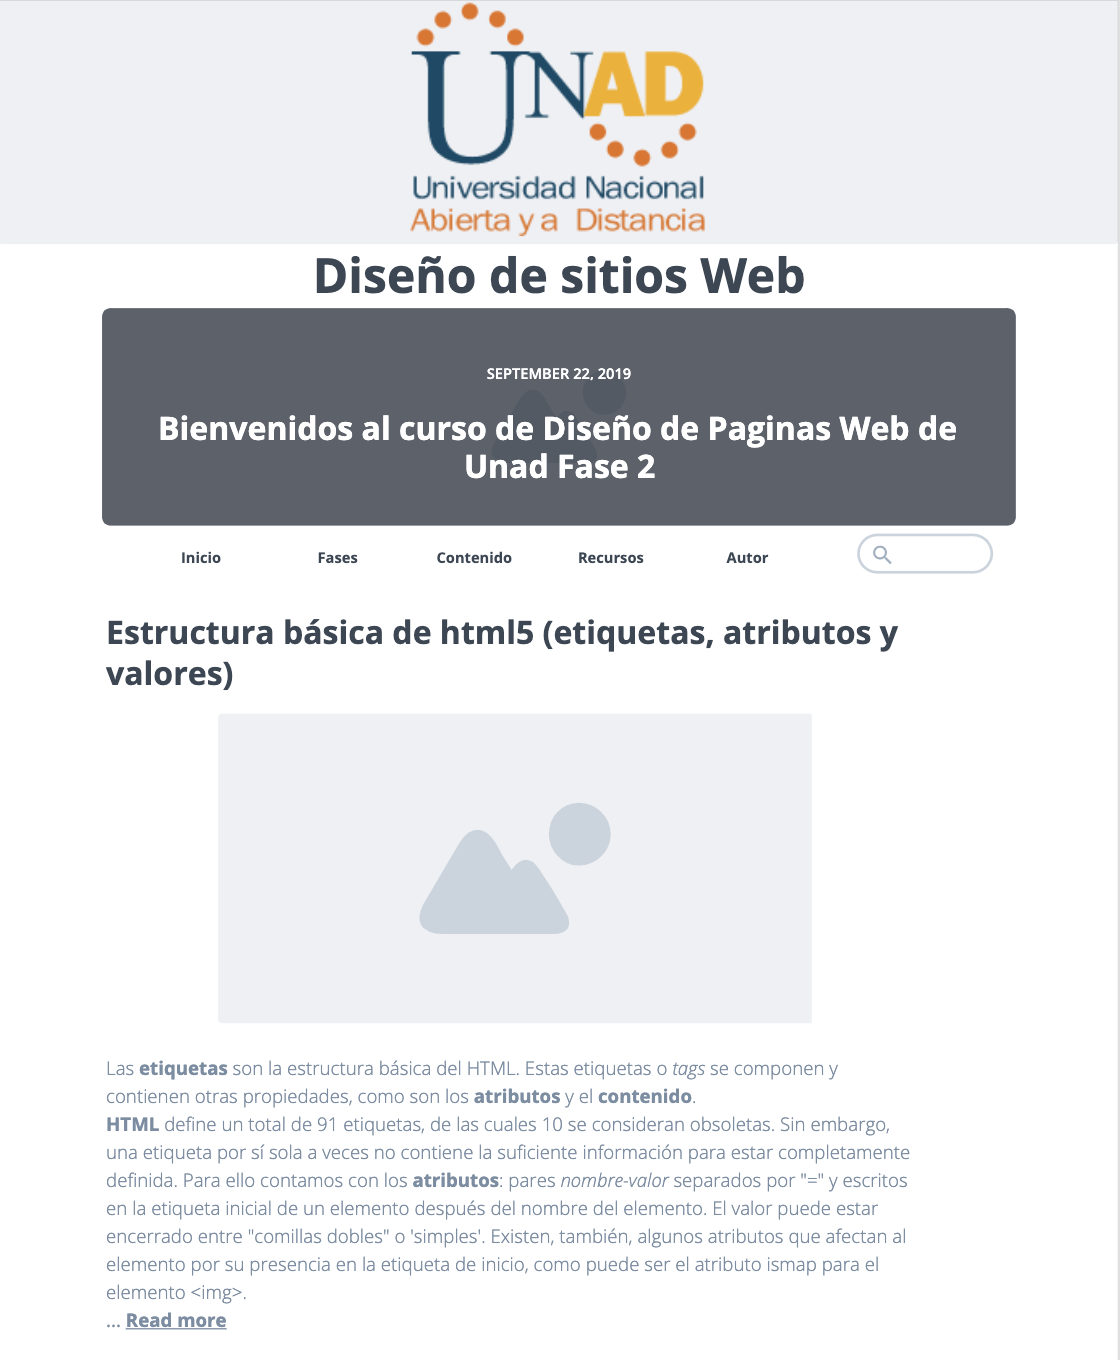 UNAD
Universidad Nacional
Abierta y a Distancia
Diseño de sitios Web
SEPTEMBER 22, 2019
Bienvenidos al curso de Diseño de Paginas Web de
Unad Fase 2
Inicio Fases Contenido Recursos Autor
Estructura básica de html5 (etiquetas, atributos y
valores)
Las etiquetas son la estructura básica del HTML. Estas etiquetas o tags se componen y
contienen otras propiedades, como son los atributos y el contenido.
HTML define un total de 91 etiquetas, de las cuales 10 se consideran obsoletas. Sin embargo,
una etiqueta por sí sola a veces no contiene la suficiente información para estar completamente
definida. Para ello contamos con los atributos: pares nombre-valor separados por "=" y escritos
en la etiqueta inicial de un elemento después del nombre del elemento. El valor puede estar
encerrado entre "comillas dobles" o 'simples'. Existen, también, algunos atributos que afectan al
elemento por su presencia en la etiqueta de inicio, como puede ser el atributo ismap para el
elemento <img>.
... Read more